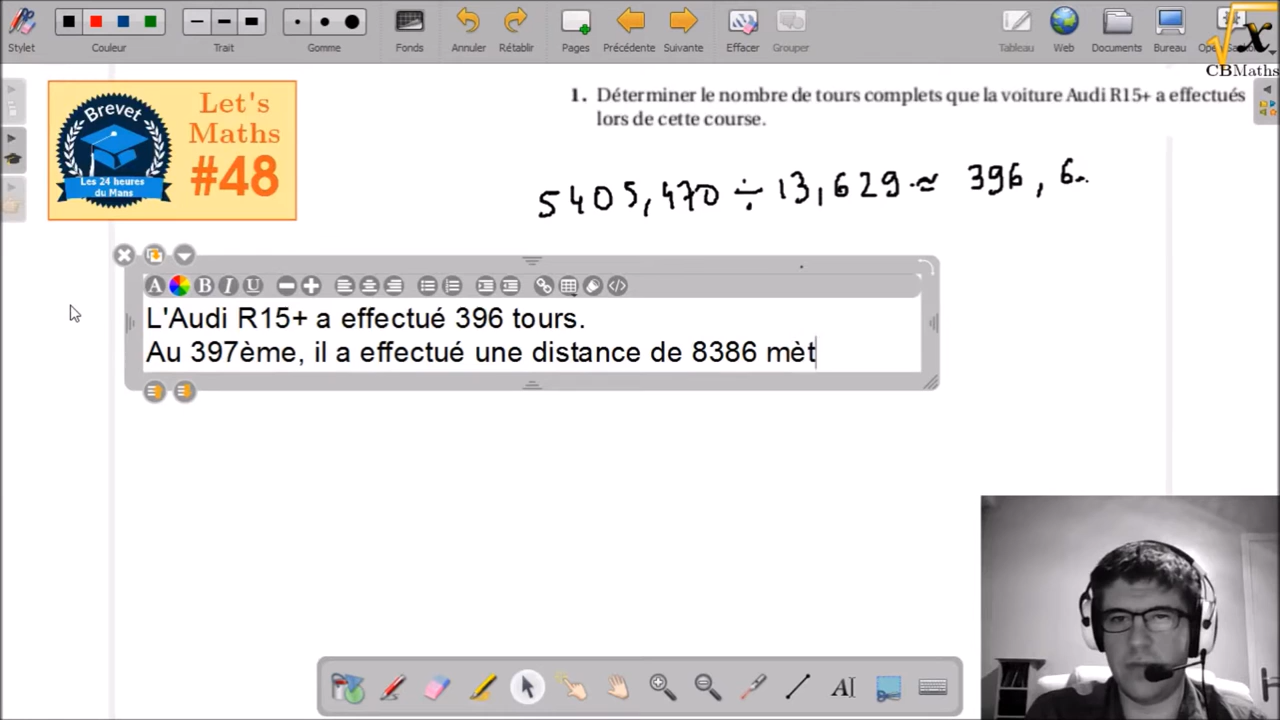 Stylet
Couleur
Trait
Gomme
Fonds
Annuler
Rétablir
Pages
Précédente
Suivante
Effacer
Grouper
Tableau
Web
Documents
Bureau
x
CBMaths
Brevet
Les 24 heures
du Mans
Let's
Maths
#48
1. Déterminer le nombre de tours complets que la voiture Audi R15+ a effectués
lors de cette course.
5405,470 ÷ 13,629 ≈ 396,6
A B I U
L'Audi R15+ a effectué 396 tours.
Au 397ème, il a effectué une distance de 8386 mèt